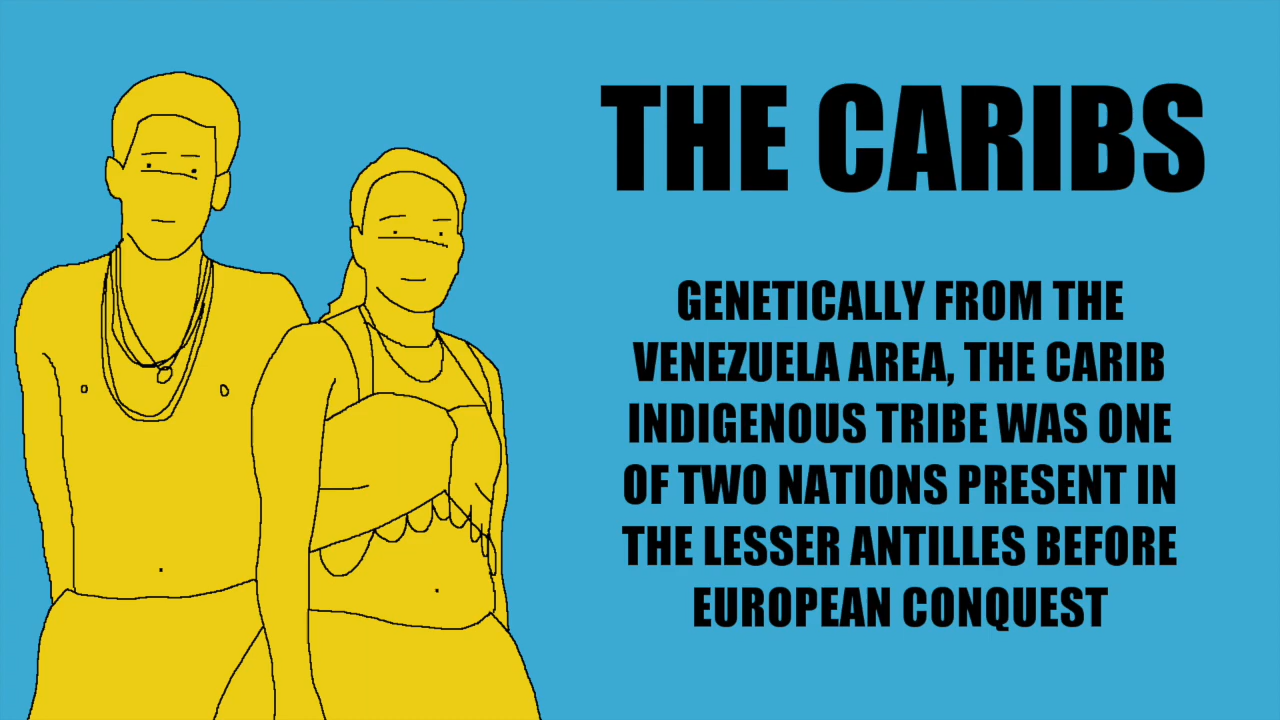 THE CARIBS
GENETICALLY FROM THE
VENEZUELA AREA, THE CARIB
INDIGENOUS TRIBE WAS ONE
OF TWO NATIONS PRESENT IN
THE LESSER ANTILLES BEFORE
EUROPEAN CONQUEST